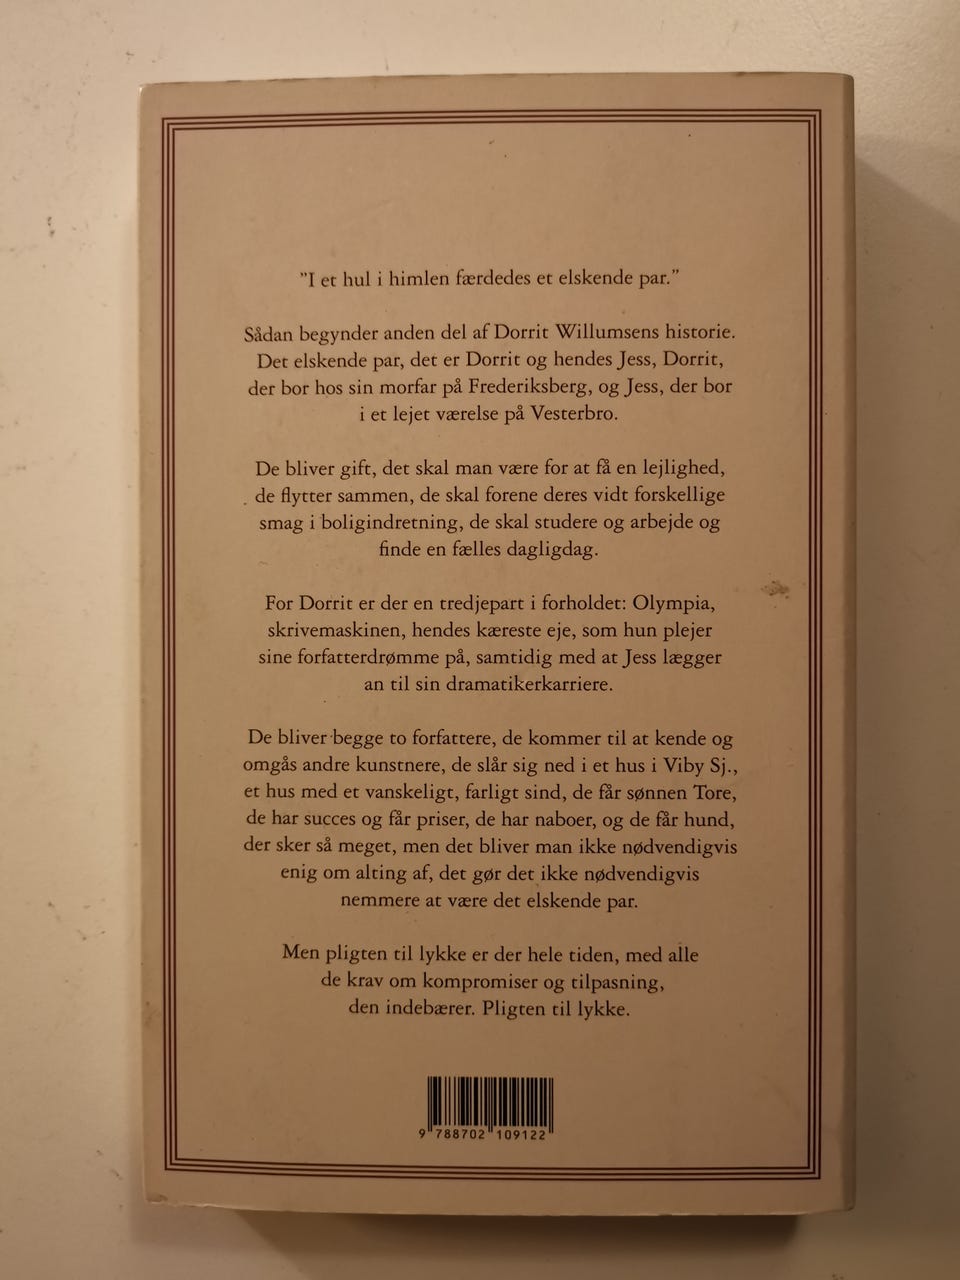 "I et hul i himlen færdedes et elskende par."
Sådan begynder anden del af Dorrit Willumsens historie.
Det elskende par, det er Dorrit og hendes Jess, Dorrit,
der bor hos sin morfar på Frederiksberg, og Jess, der bor
i et lejet værelse på Vesterbro.
De bliver gift, det skal man være for at få en lejlighed,
de flytter sammen, de skal forene deres vidt forskellige
smag i boligindretning, de skal studere og arbejde og
finde en fælles dagligdag.
For Dorrit er der en tredjepart i forholdet: Olympia,
skrivemaskinen, hendes kæreste eje, som hun plejer
sine forfatterdrømme på, samtidig med at Jess lægger
an til sin dramatikerkarriere.
De bliver begge to forfattere, de kommer til at kende og
omgås andre kunstnere, de slår sig ned i et hus i Viby Sj.,
et hus med et vanskeligt, farligt sind, de får sønnen Tore,
de har succes og får priser, de har naboer, og de får hund,
der sker så meget, men det bliver man ikke nødvendigvis
enig om alting af, det gør det ikke nødvendigvis
nemmere at være det elskende par.
Men pligten til lykke er der hele tiden, med alle
de krav om kompromiser og tilpasning,
den indebærer. Pligten til lykke.
9 788702 109122